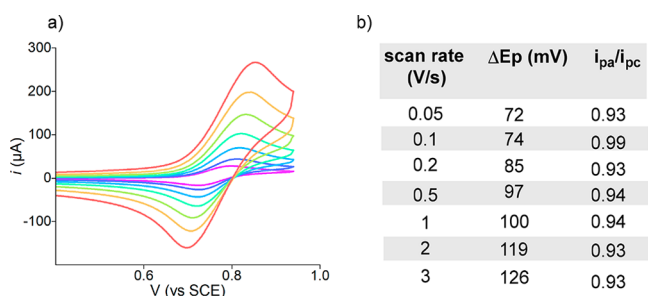 a)
300
200
100
0
-100
i (µA)
0.6
0.8
1.0
V (vs SCE)
b)
scan rate (V/s) ΔEp (mV) ipa/ipc
0.05 72 0.93
0.1 74 0.99
0.2 85 0.93
0.5 97 0.94
1 100 0.94
2 119 0.93
3 126 0.93